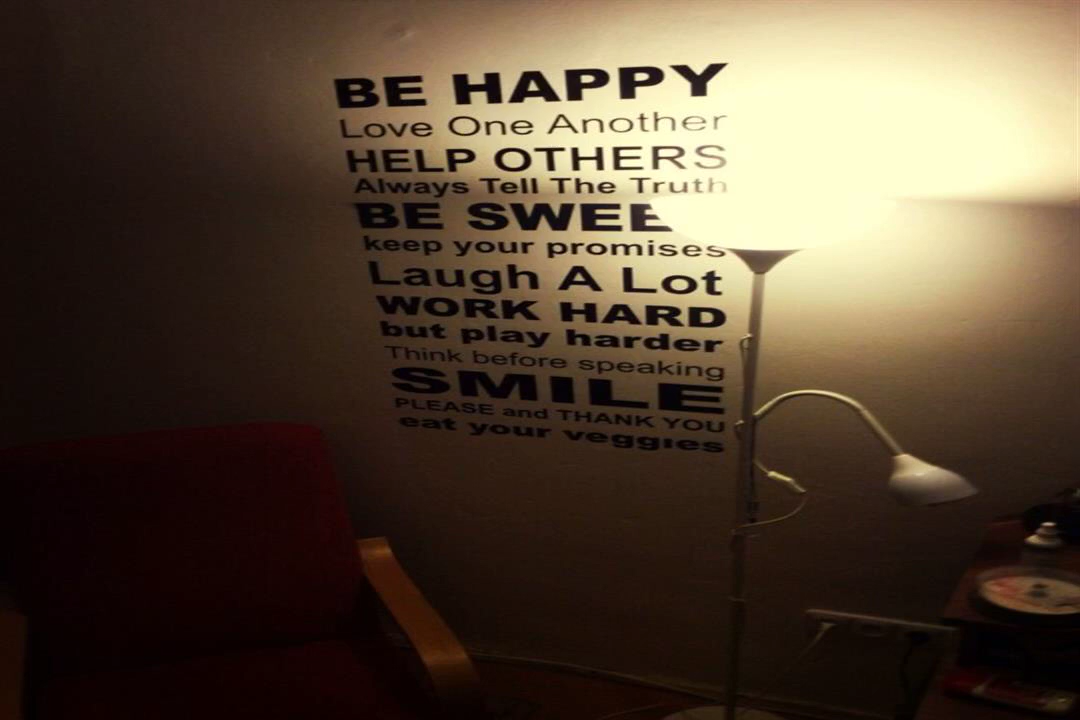 BE HAPPY
Love One Another
HELP OTHERS
Always Tell The Truth
BE SWEE
keep your promises
Laugh A Lot
WORK HARD
but play harder
Think before speaking
SMILE
PLEASE and THANK YOU
eat your veggies